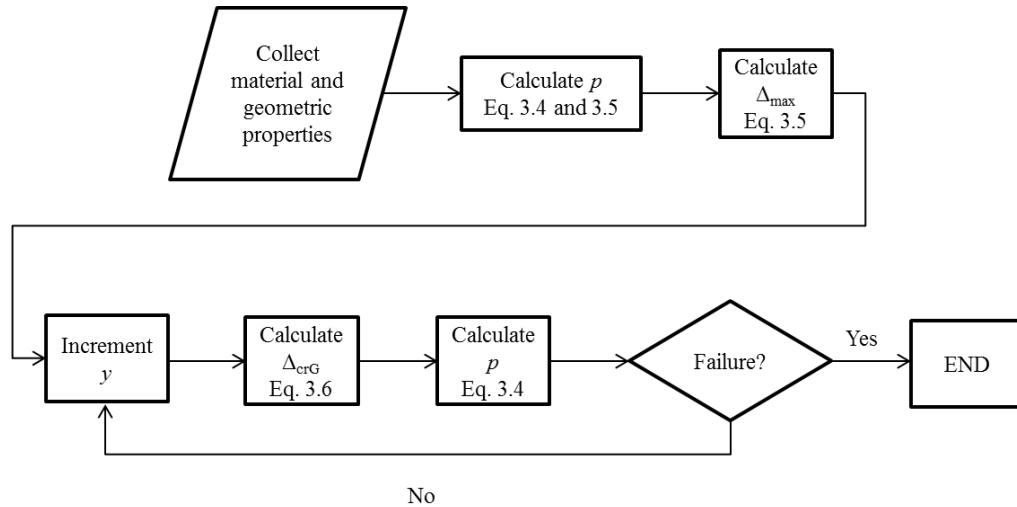 Collect
material and
geometric
properties
Calculate p
Eq. 3.4 and 3.5
Calculate
Δmax
Eq. 3.5
Increment
y
Calculate
ΔcrG
Eq. 3.6
Calculate
p
Eq. 3.4
Failure?
Yes
END
No